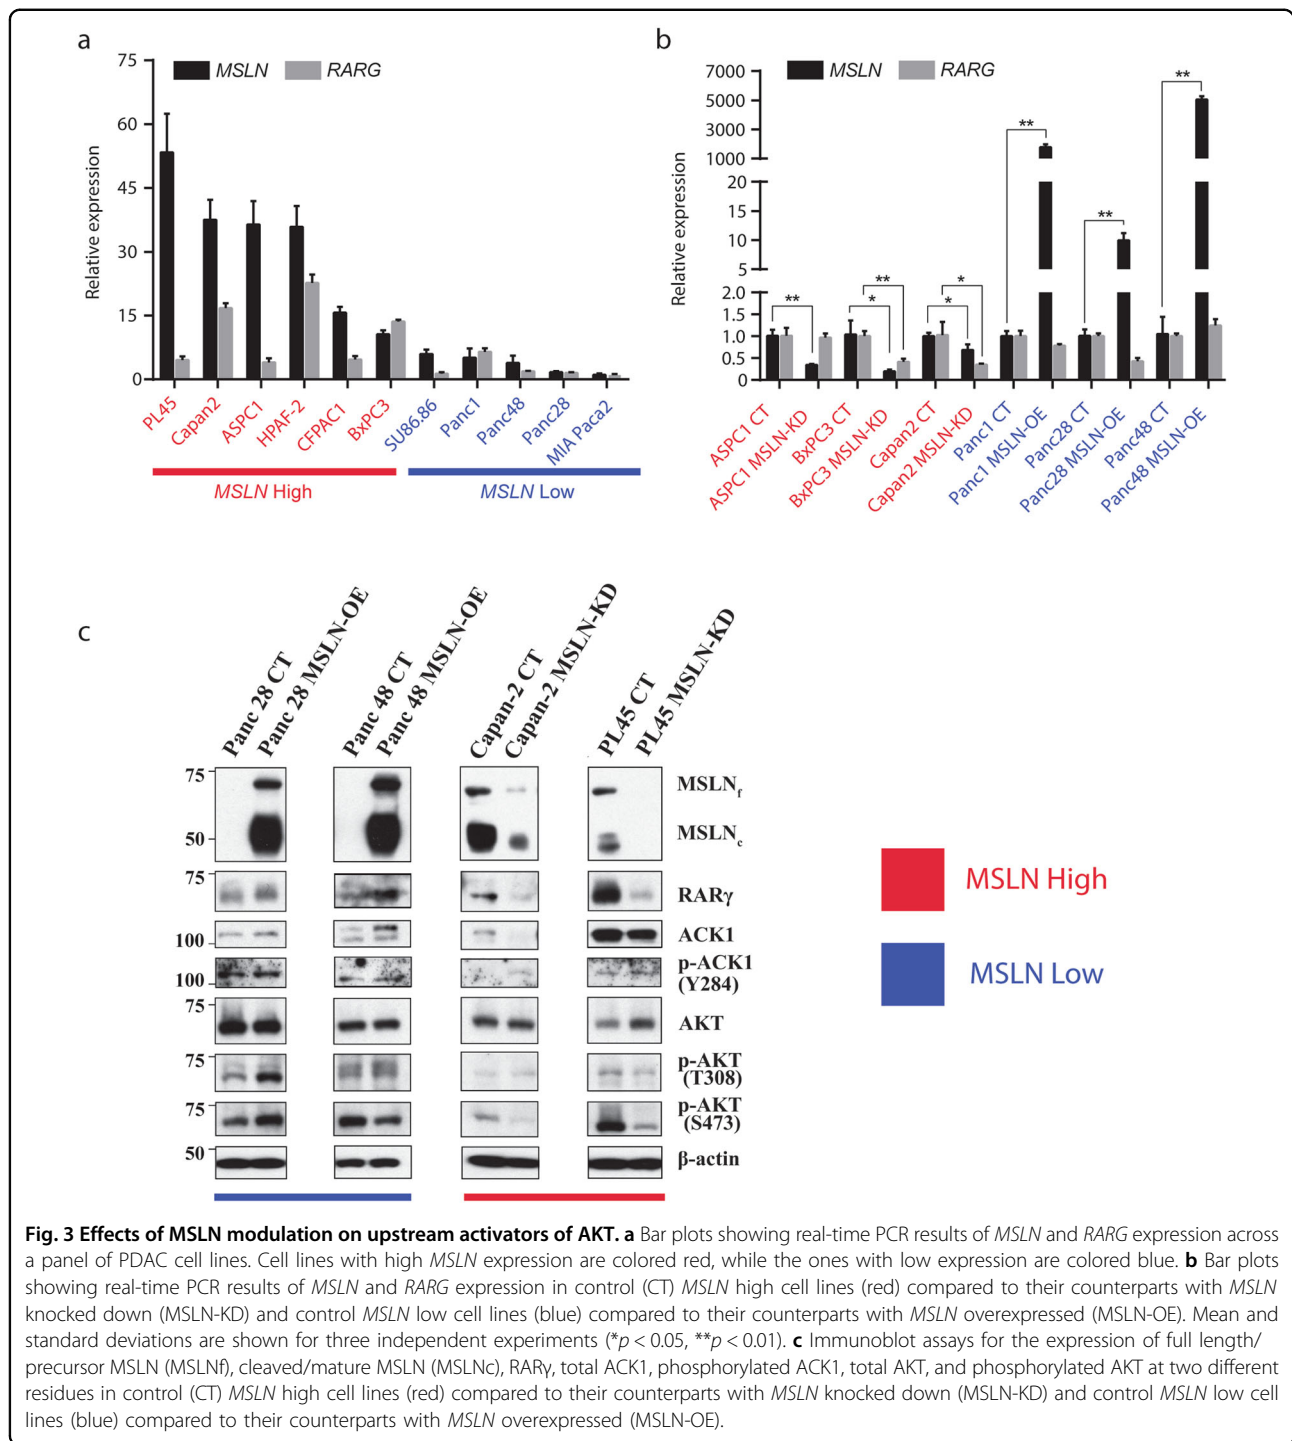 a
75
60
45
30
15
0
Relative expression
MSLN RARG
PL45
Capan2
ASPC1
HPAF-2
CFPAC1
BxPC3
SU86.86
Panc1
Panc48
Panc28
MIA Paca2
MSLN High
MSLN Low
b
7000
5000
3000
1000
20
15
10
5
2.0
1.5
1.0
0.5
0
Relative expression
MSLN RARG
**
*
**
*
*
**
**
**
ASPC1 CT
ASPC1 MSLN-KD
BxPC3 CT
BxPC3 MSLN-KD
Capan2 CT
Capan2 MSLN-KD
Panc1 CT
Panc1 MSLN-OE
Panc28 CT
Panc28 MSLN-OE
Panc48 CT
Panc48 MSLN-OE
c
Panc 28 CT
Panc 28 MSLN-OE
Panc 48 CT
Panc 48 MSLN-OE
Capan-2 CT
Capan-2 MSLN-KD
PL45 CT
PL45 MSLN-KD
75
MSLNf
50
MSLNc
75
RARγ
100
ACK1
100
p-ACK1
(Y284)
75
AKT
75
p-AKT
(T308)
75
p-AKT
(S473)
50
β-actin
MSLN High
MSLN Low
Fig. 3 Effects of MSLN modulation on upstream activators of AKT. a Bar plots showing real-time PCR results of MSLN and RARG expression across
a panel of PDAC cell lines. Cell lines with high MSLN expression are colored red, while the ones with low expression are colored blue. b Bar plots
showing real-time PCR results of MSLN and RARG expression in control (CT) MSLN high cell lines (red) compared to their counterparts with MSLN
knocked down (MSLN-KD) and control MSLN low cell lines (blue) compared to their counterparts with MSLN overexpressed (MSLN-OE). Mean and
standard deviations are shown for three independent experiments (*p < 0.05, **p < 0.01). c Immunoblot assays for the expression of full length/
precursor MSLN (MSLNf), cleaved/mature MSLN (MSLNc), RARγ, total ACK1, phosphorylated ACK1, total AKT, and phosphorylated AKT at two different
residues in control (CT) MSLN high cell lines (red) compared to their counterparts with MSLN knocked down (MSLN-KD) and control MSLN low cell
lines (blue) compared to their counterparts with MSLN overexpressed (MSLN-OE).